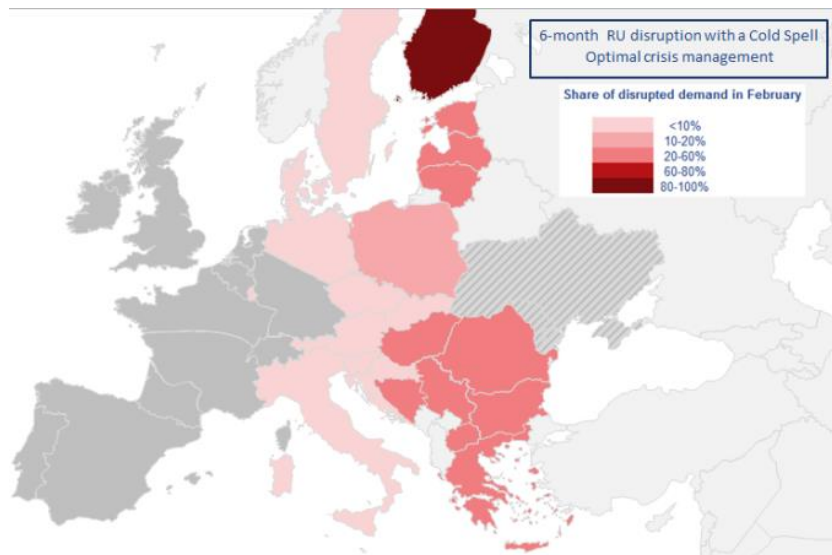 6-month RU disruption with a Cold Spell
Optimal crisis management
Share of disrupted demand in February
<10%
10-20%
20-60%
60-80%
80-100%